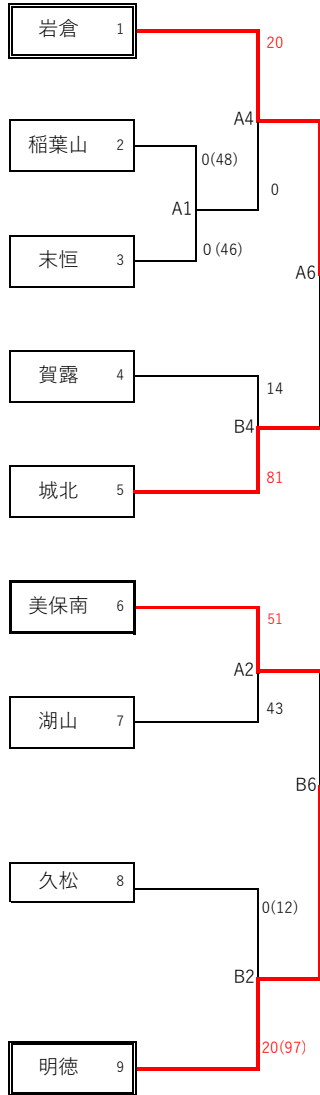 岩倉 1
20
A4
稲葉山 2
0(48)
A1
0
末恒 3
0 (46)
A6
賀露 4
14
B4
城北 5
81
美保南 6
51
A2
湖山 7
43
B6
久松 8
0(12)
B2
明徳 9
20(97)